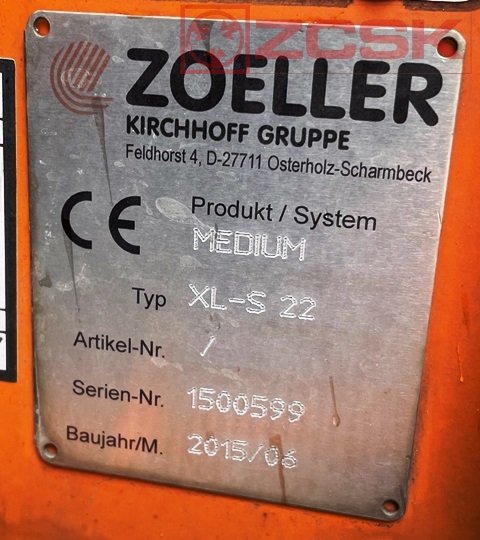 ZCSK
ZOELLER
KIRCHHOFF GRUPPE
Feldhorst 4, D-27711 Osterholz-Scharmbeck
CE
Produkt / System
MEDIUM
Typ XL-S 22
Artikel-Nr. /
Serien-Nr. 1500599
Baujahr/M. 2015/06